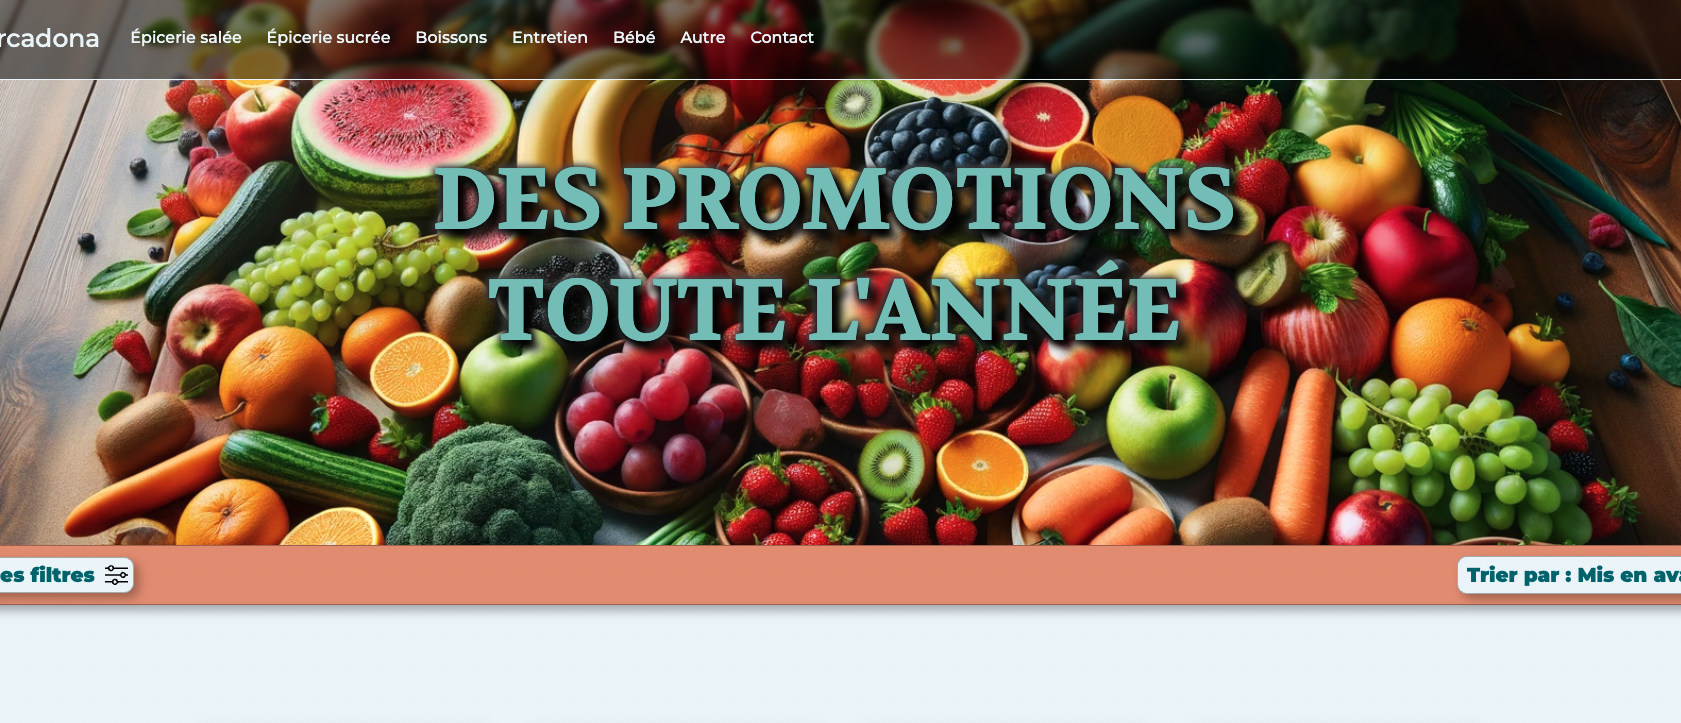 rcadona Épicerie salée Épicerie sucrée Boissons Entretien Bébé Autre Contact
DES PROMOTIONS
TOUTE L'ANNÉE
es filtres
Trier par : Mis en av